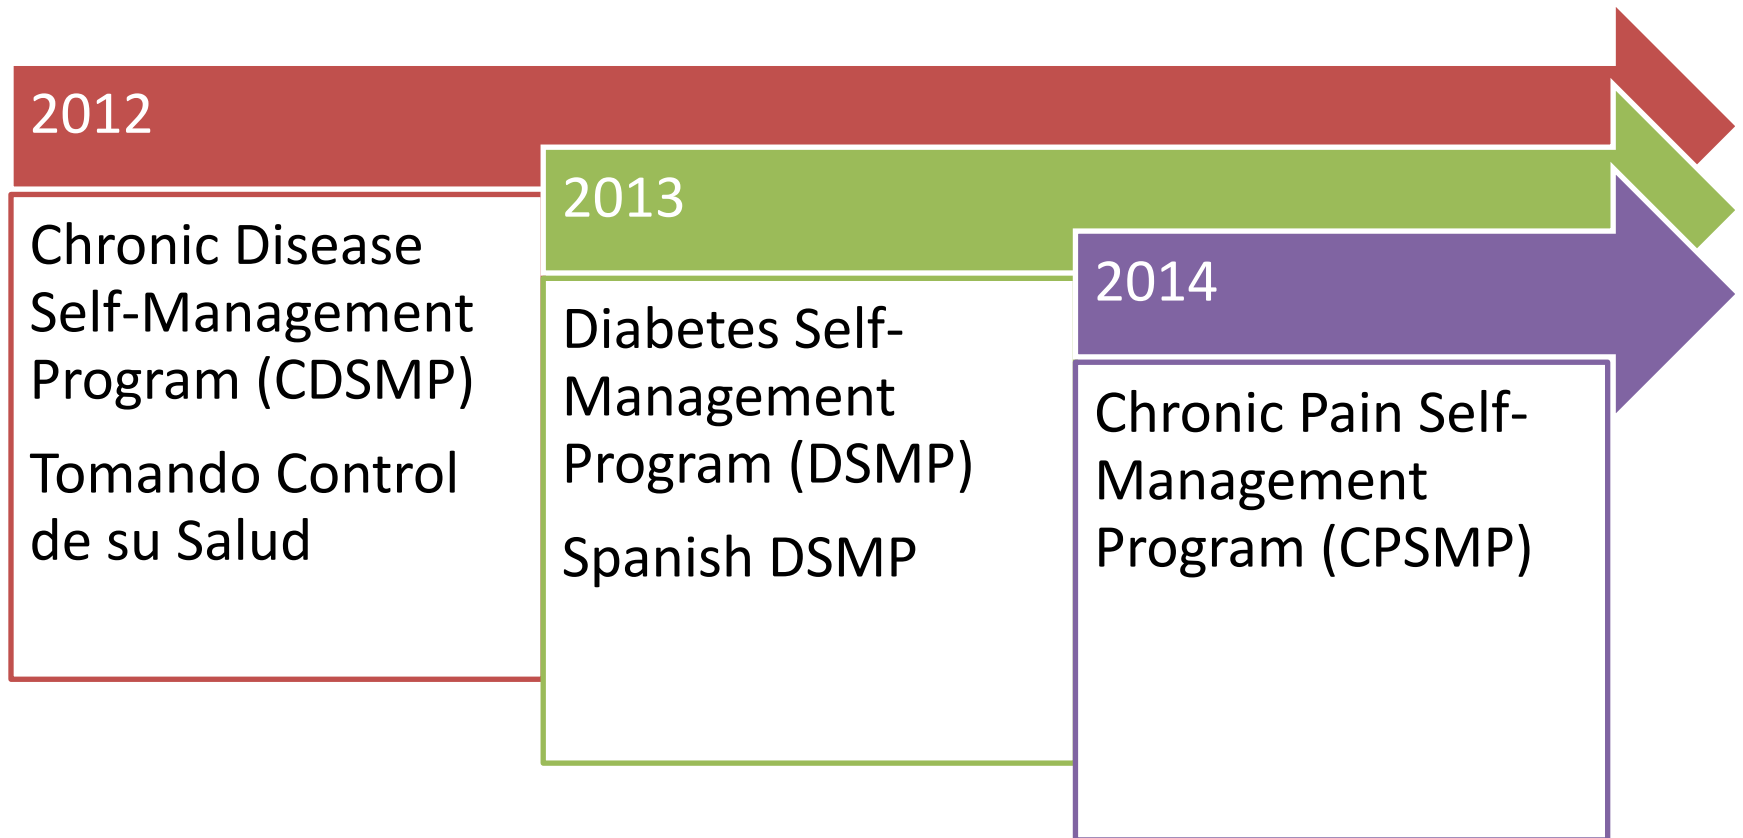 2012
Chronic Disease
Self-Management
Program (CDSMP)
Tomando Control
de su Salud
2013
Diabetes Self-
Management
Program (DSMP)
Spanish DSMP
2014
Chronic Pain Self-
Management
Program (CPSMP)